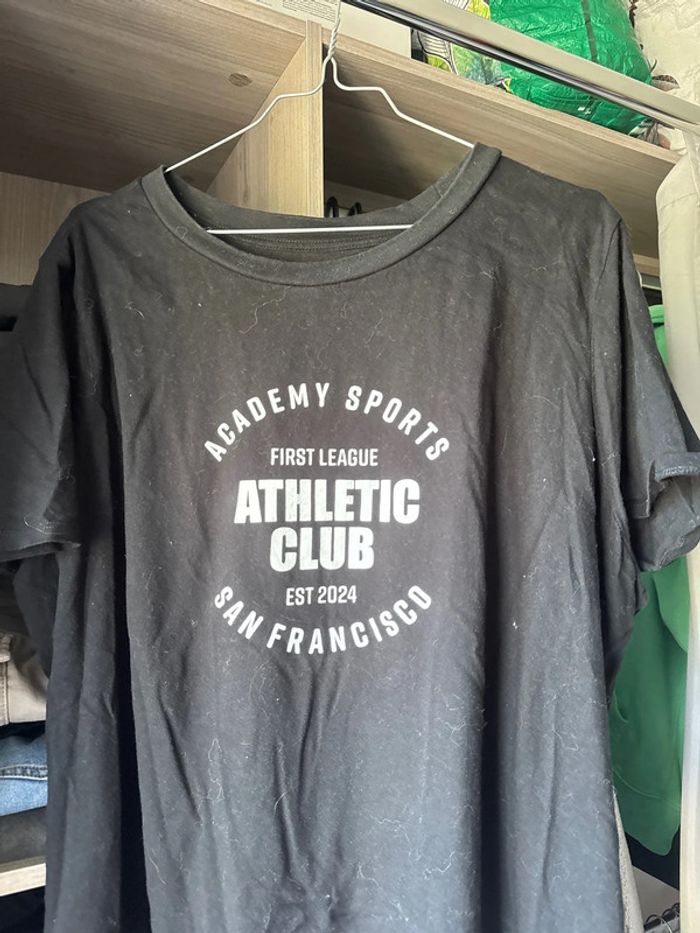 ACADEMY SPORTS
FIRST LEAGUE
ATHLETIC
CLUB
EST 2024
SAN FRANCISCO